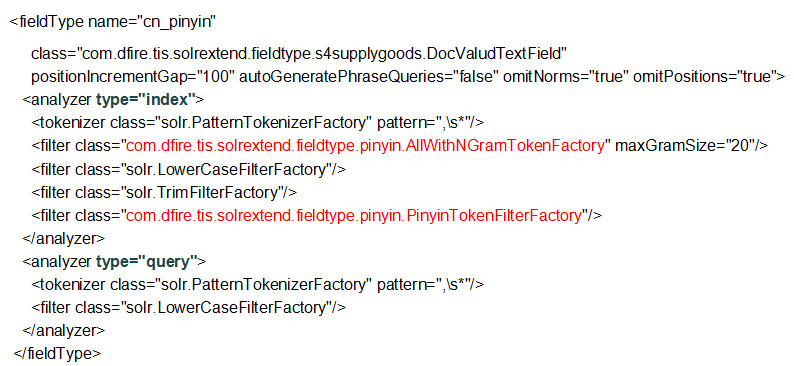 <fieldType name="cn_pinyin"
class="com.dfire.tis.solrextend.fieldtype.s4supplygoods.DocValudTextField"
positionIncrementGap="100" autoGeneratePhraseQueries="false" omitNorms="true" omitPositions="true">
<analyzer type="index">
<tokenizer class="solr.PatternTokenizerFactory" pattern=",\s*"/>
<filter class="com.dfire.tis.solrextend.fieldtype.pinyin.AllWithNGramTokenFactory" maxGramSize="20"/>
<filter class="solr.LowerCaseFilterFactory"/>
<filter class="solr.TrimFilterFactory"/>
<filter class="com.dfire.tis.solrextend.fieldtype.pinyin.PinyinTokenFilterFactory"/>
</analyzer>
<analyzer type="query">
<tokenizer class="solr.PatternTokenizerFactory" pattern=",\s*"/>
<filter class="solr.LowerCaseFilterFactory"/>
</analyzer>
</fieldType>